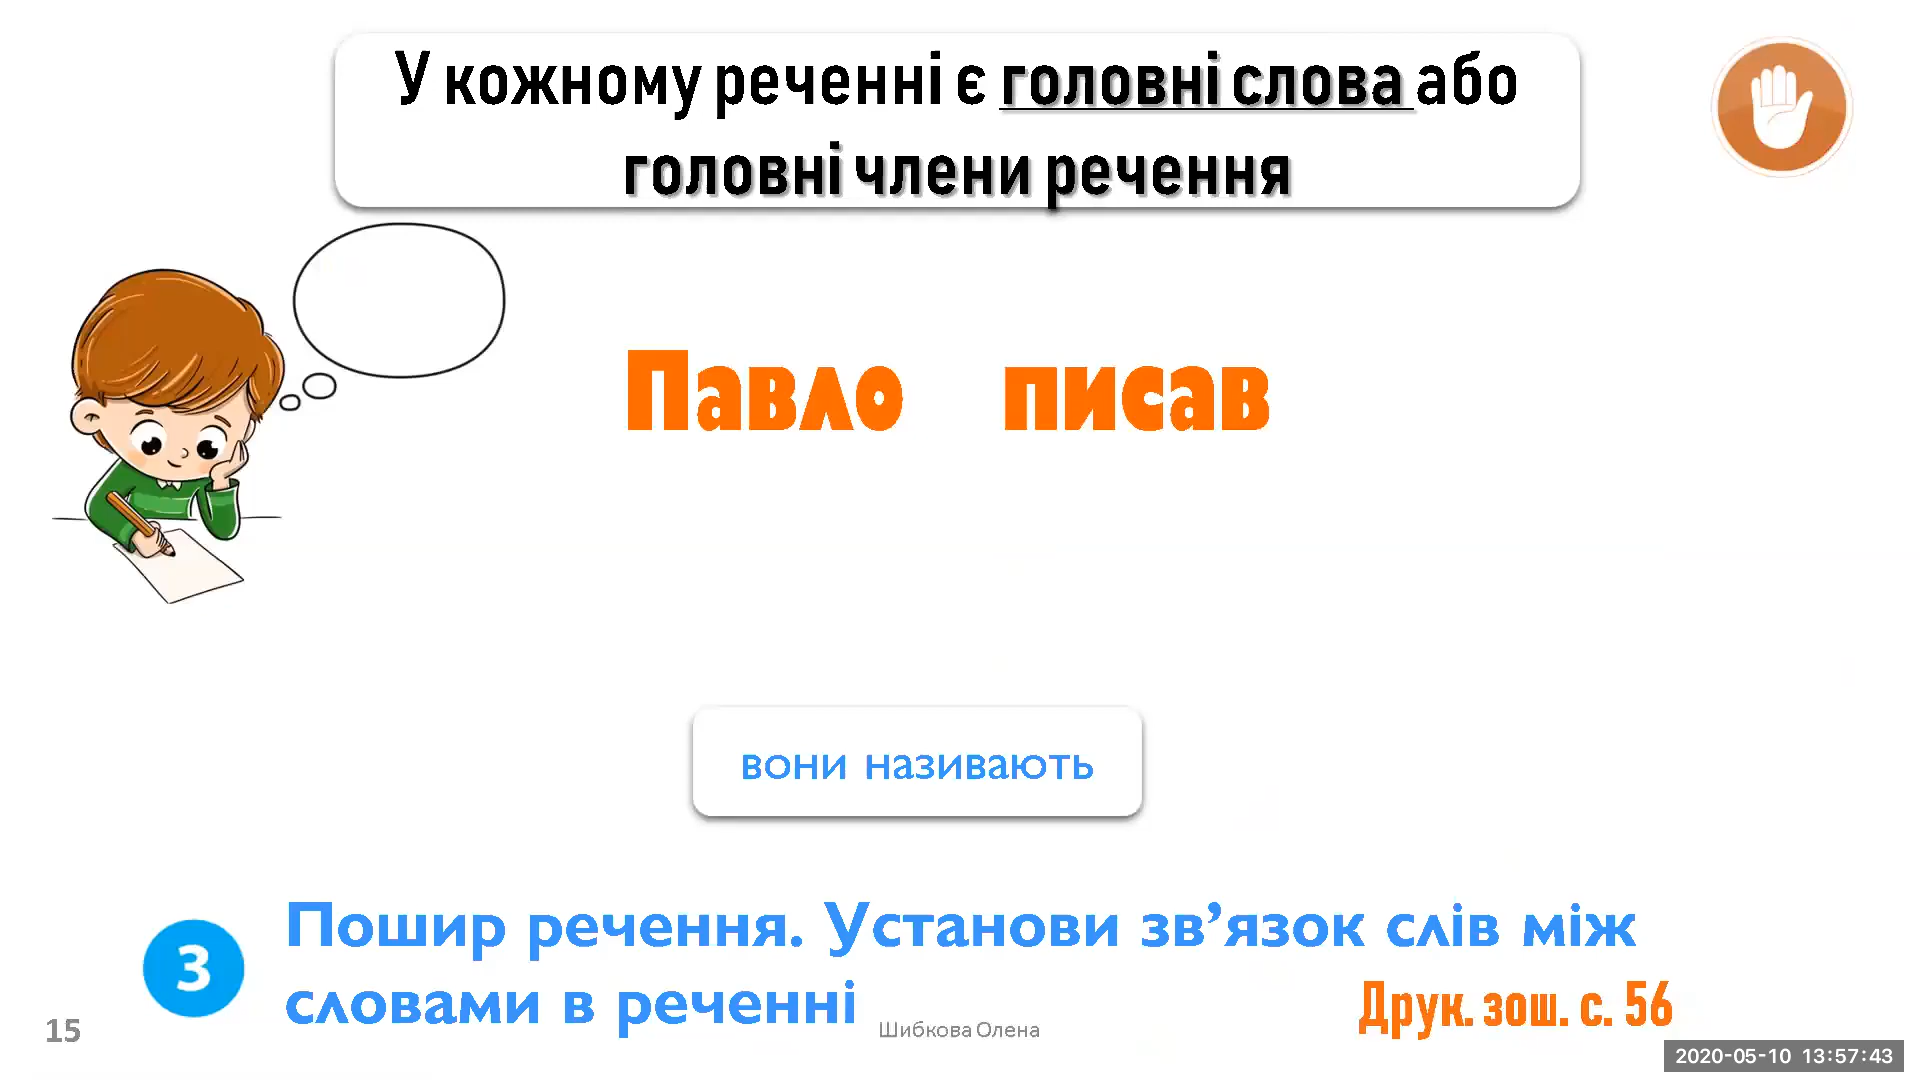 У кожному реченні є головні слова або
головні члени речення
Павло писав
вони називають
3
Пошир речення. Установи зв’язок слів між
словами в реченні
Друк. зош. с. 56
15
Шибкова Олена
2020-05-10 13:57:43